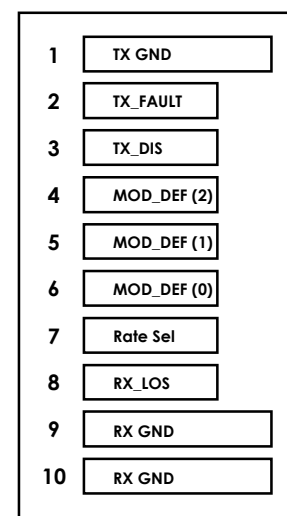 1 TX GND
2 TX_FAULT
3 TX_DIS
4 MOD_DEF (2)
5 MOD_DEF (1)
6 MOD_DEF (0)
7 Rate Sel
8 RX_LOS
9 RX GND
10 RX GND